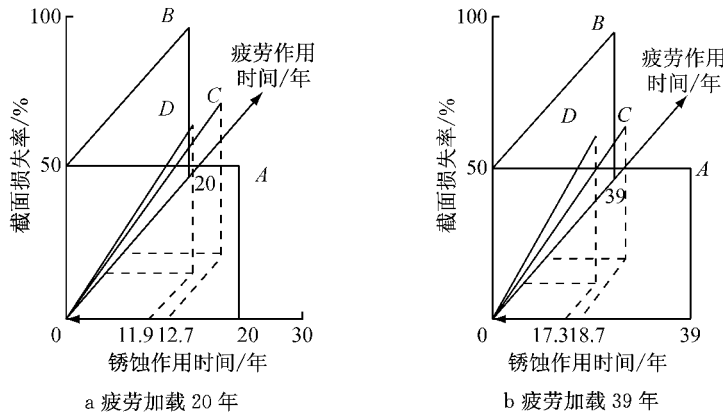 100
50
0
截面损失率/%
B
D
C
A
疲劳作用
时间/年
20
11.9 12.7
20
30
锈蚀作用时间/年
a 疲劳加载 20 年
100
50
0
截面损失率/%
B
D
C
A
疲劳作用
时间/年
39
17.318.7
39
锈蚀作用时间/年
b 疲劳加载 39 年